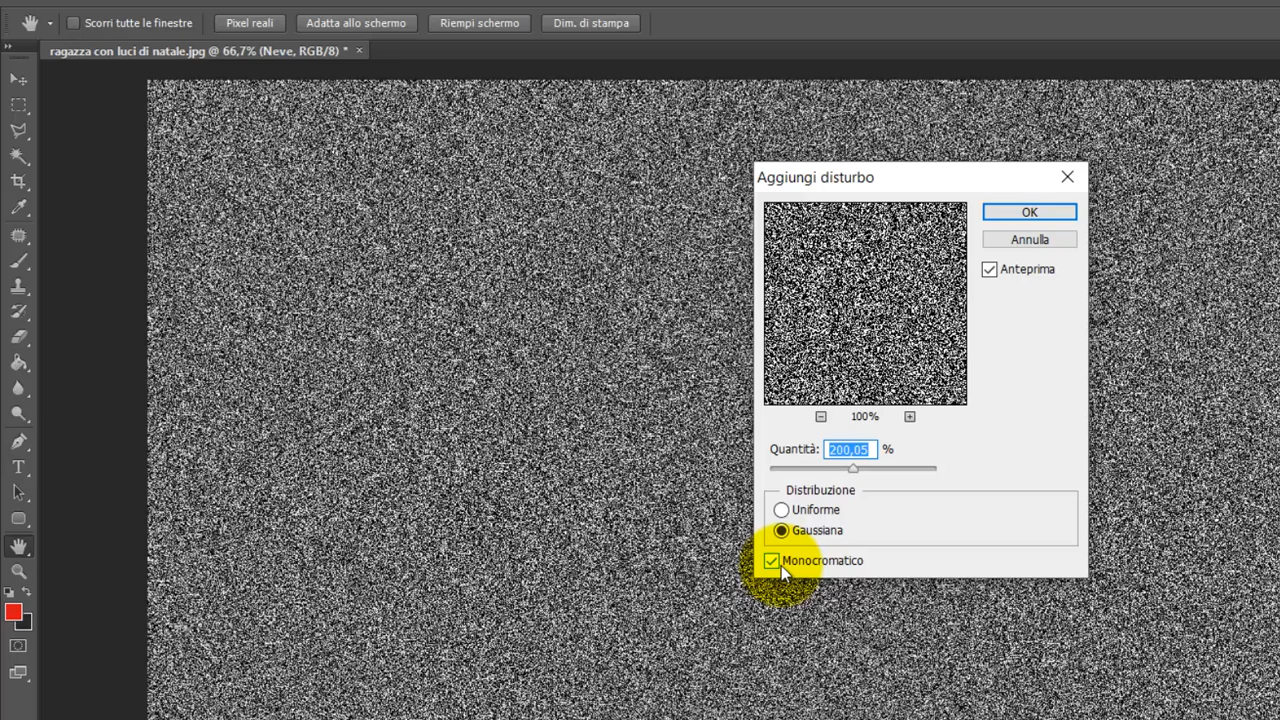 Scorri tutte le finestre Pixel reali Adatta allo schermo Riempi schermo Dim. di stampa
ragazza con luci di natale.jpg @ 66,7% (Neve, RGB/8) *
Aggiungi disturbo
OK
Annulla
Anteprima
100%
Quantità: 200,05 %
Distribuzione
Uniforme
Gaussiana
Monocromatico